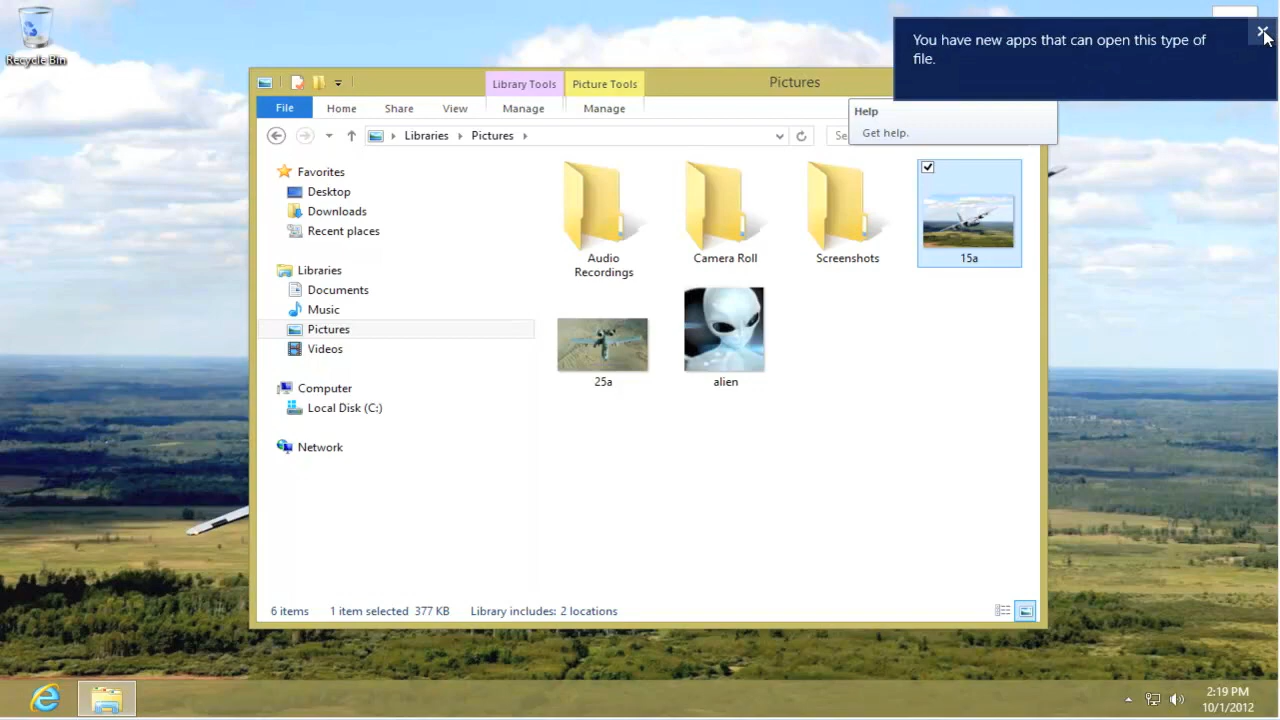 Recycle Bin
You have new apps that can open this type of
file.
Library Tools
Picture Tools
Pictures
File
Home
Share
View
Manage
Manage
Help
Get help.
Libraries
Pictures
Se
Favorites
Desktop
Downloads
Recent places
Libraries
Documents
Music
Pictures
Videos
Computer
Local Disk (C:)
Network
Audio
Recordings
Camera Roll
Screenshots
15a
25a
alien
6 items
1 item selected 377 KB
Library includes: 2 locations
2:19 PM
10/1/2012